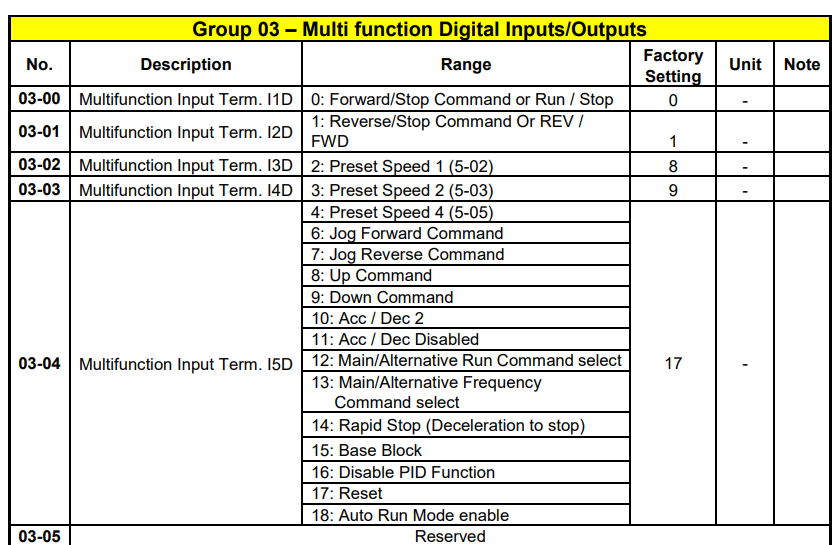 Group 03 – Multi function Digital Inputs/Outputs
No. Description Range Factory Setting Unit Note
03-00 Multifunction Input Term. I1D 0: Forward/Stop Command or Run / Stop 0 -
03-01 Multifunction Input Term. I2D 1: Reverse/Stop Command Or REV /
FWD 1 -
03-02 Multifunction Input Term. I3D 2: Preset Speed 1 (5-02) 8 -
03-03 Multifunction Input Term. I4D 3: Preset Speed 2 (5-03) 9 -
03-04 Multifunction Input Term. I5D 4: Preset Speed 4 (5-05) 17 -
6: Jog Forward Command
7: Jog Reverse Command
8: Up Command
9: Down Command
10: Acc / Dec 2
11: Acc / Dec Disabled
12: Main/Alternative Run Command select
13: Main/Alternative Frequency
Command select
14: Rapid Stop (Deceleration to stop)
15: Base Block
16: Disable PID Function
17: Reset
18: Auto Run Mode enable
03-05 Reserved